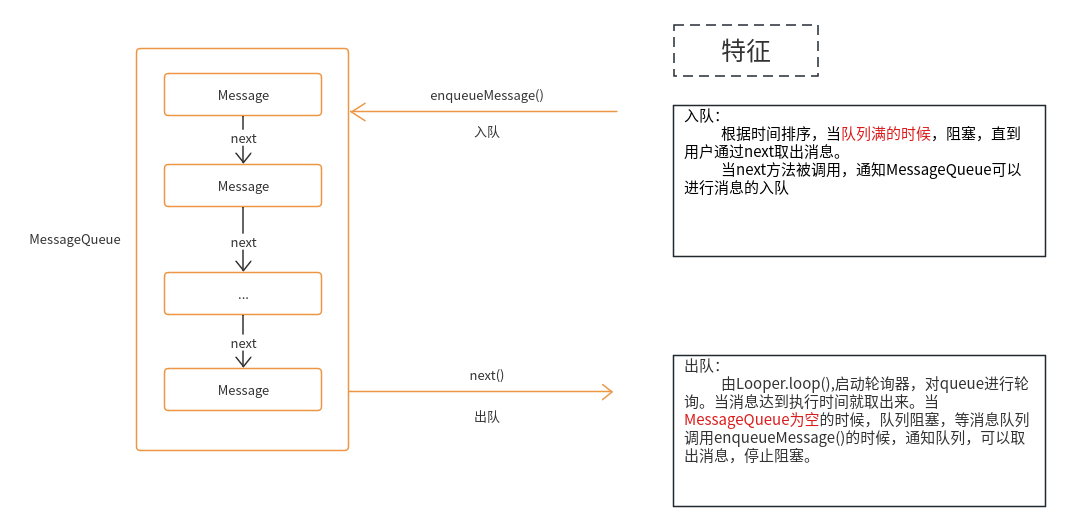 特征
Message
enqueueMessage()
入队
next
Message
MessageQueue
next
...
next
Message
next()
出队
入队：
根据时间排序，当队列满的时候，阻塞，直到
用户通过next取出消息。
当next方法被调用，通知MessageQueue可以
进行消息的入队
出队：
由Looper.loop(),启动轮询器，对queue进行轮
询。当消息达到执行时间就取出来。当
MessageQueue为空的时候，队列阻塞，等消息队列
调用enqueueMessage()的时候，通知队列，可以取
出消息，停止阻塞。